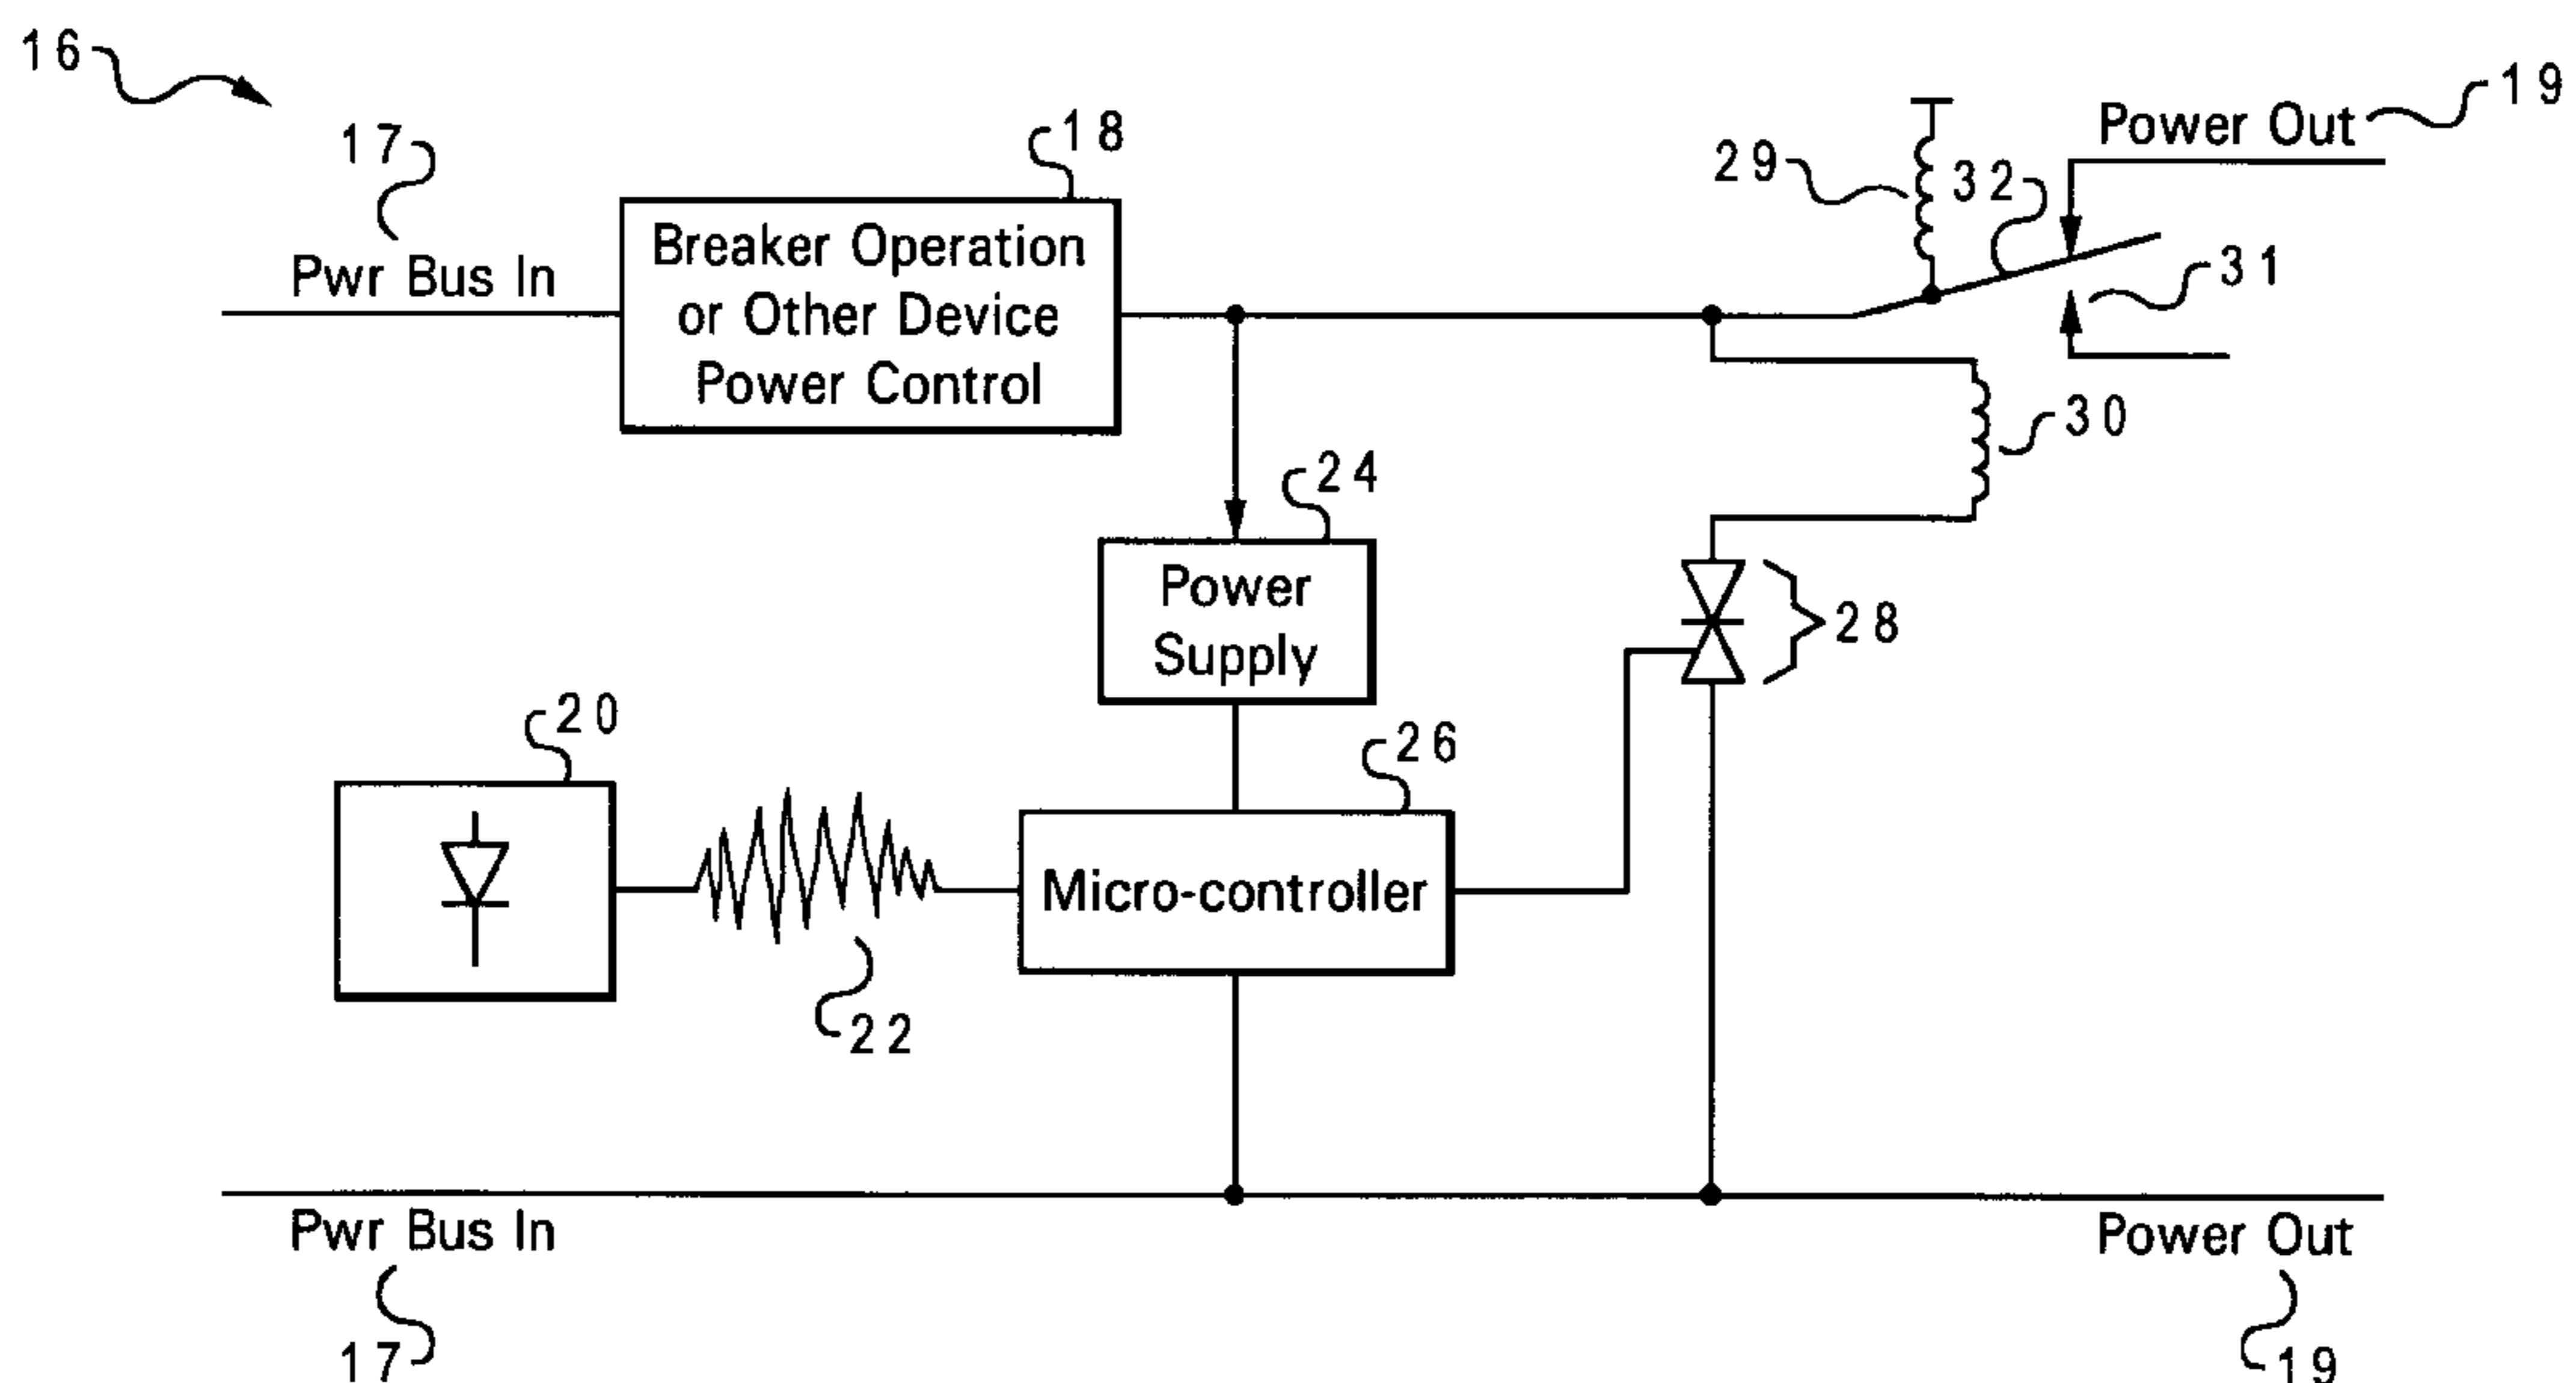 16
17
Pwr Bus In
18
Breaker Operation
or Other Device
Power Control
29
32
Power Out
19
31
30
24
Power
Supply
28
20
22
26
Micro-controller
Pwr Bus In
17
Power Out
19